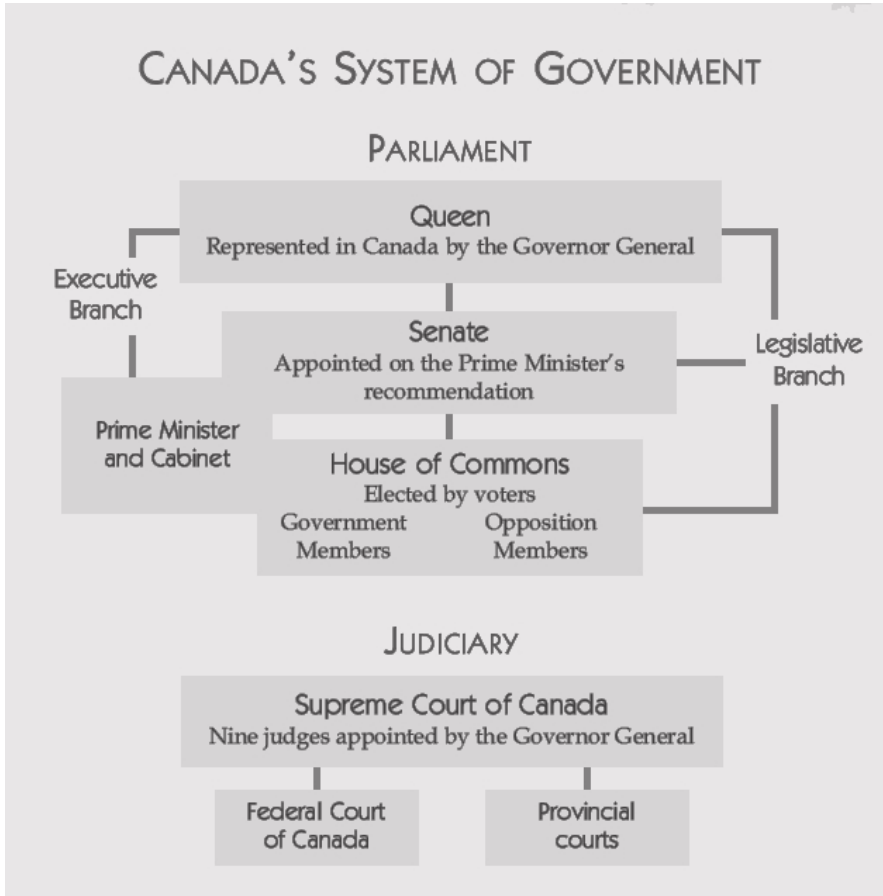 CANADA'S SYSTEM OF GOVERNMENT
PARLIAMENT
Queen
Represented in Canada by the Governor General
Executive
Branch
Senate
Appointed on the Prime Minister's
recommendation
Legislative
Branch
Prime Minister
and Cabinet
House of Commons
Elected by voters
Government
Members
Opposition
Members
JUDICIARY
Supreme Court of Canada
Nine judges appointed by the Governor General
Federal Court
of Canada
Provincial
courts